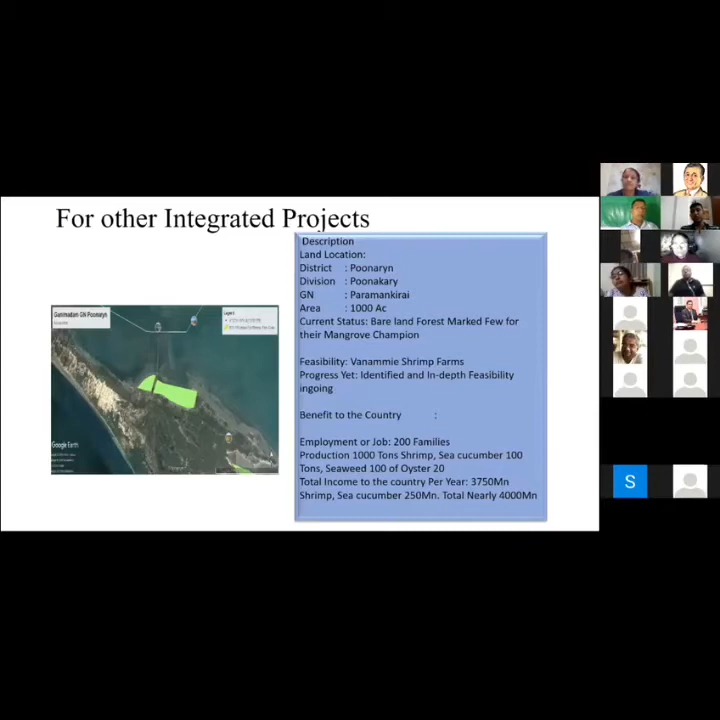 For other Integrated Projects
Description
Land Location:
District : Poonaryn
Division : Poonakary
GN : Paramankirai
Area : 1000 Ac
Current Status: Bare land Forest Marked Few for
their Mangrove Champion
Feasibility: Vanammie Shrimp Farms
Progress Yet: Identified and In-depth Feasibility
ingoing
Benefit to the Country :
Employment or Job: 200 Families
Production 1000 Tons Shrimp, Sea cucumber 100
Tons, Seaweed 100 of Oyster 20
Total Income to the country Per Year: 3750Mn
Shrimp, Sea cucumber 250Mn. Total Nearly 4000Mn
Ganimadam GN Poonaryn
Google Earth
S